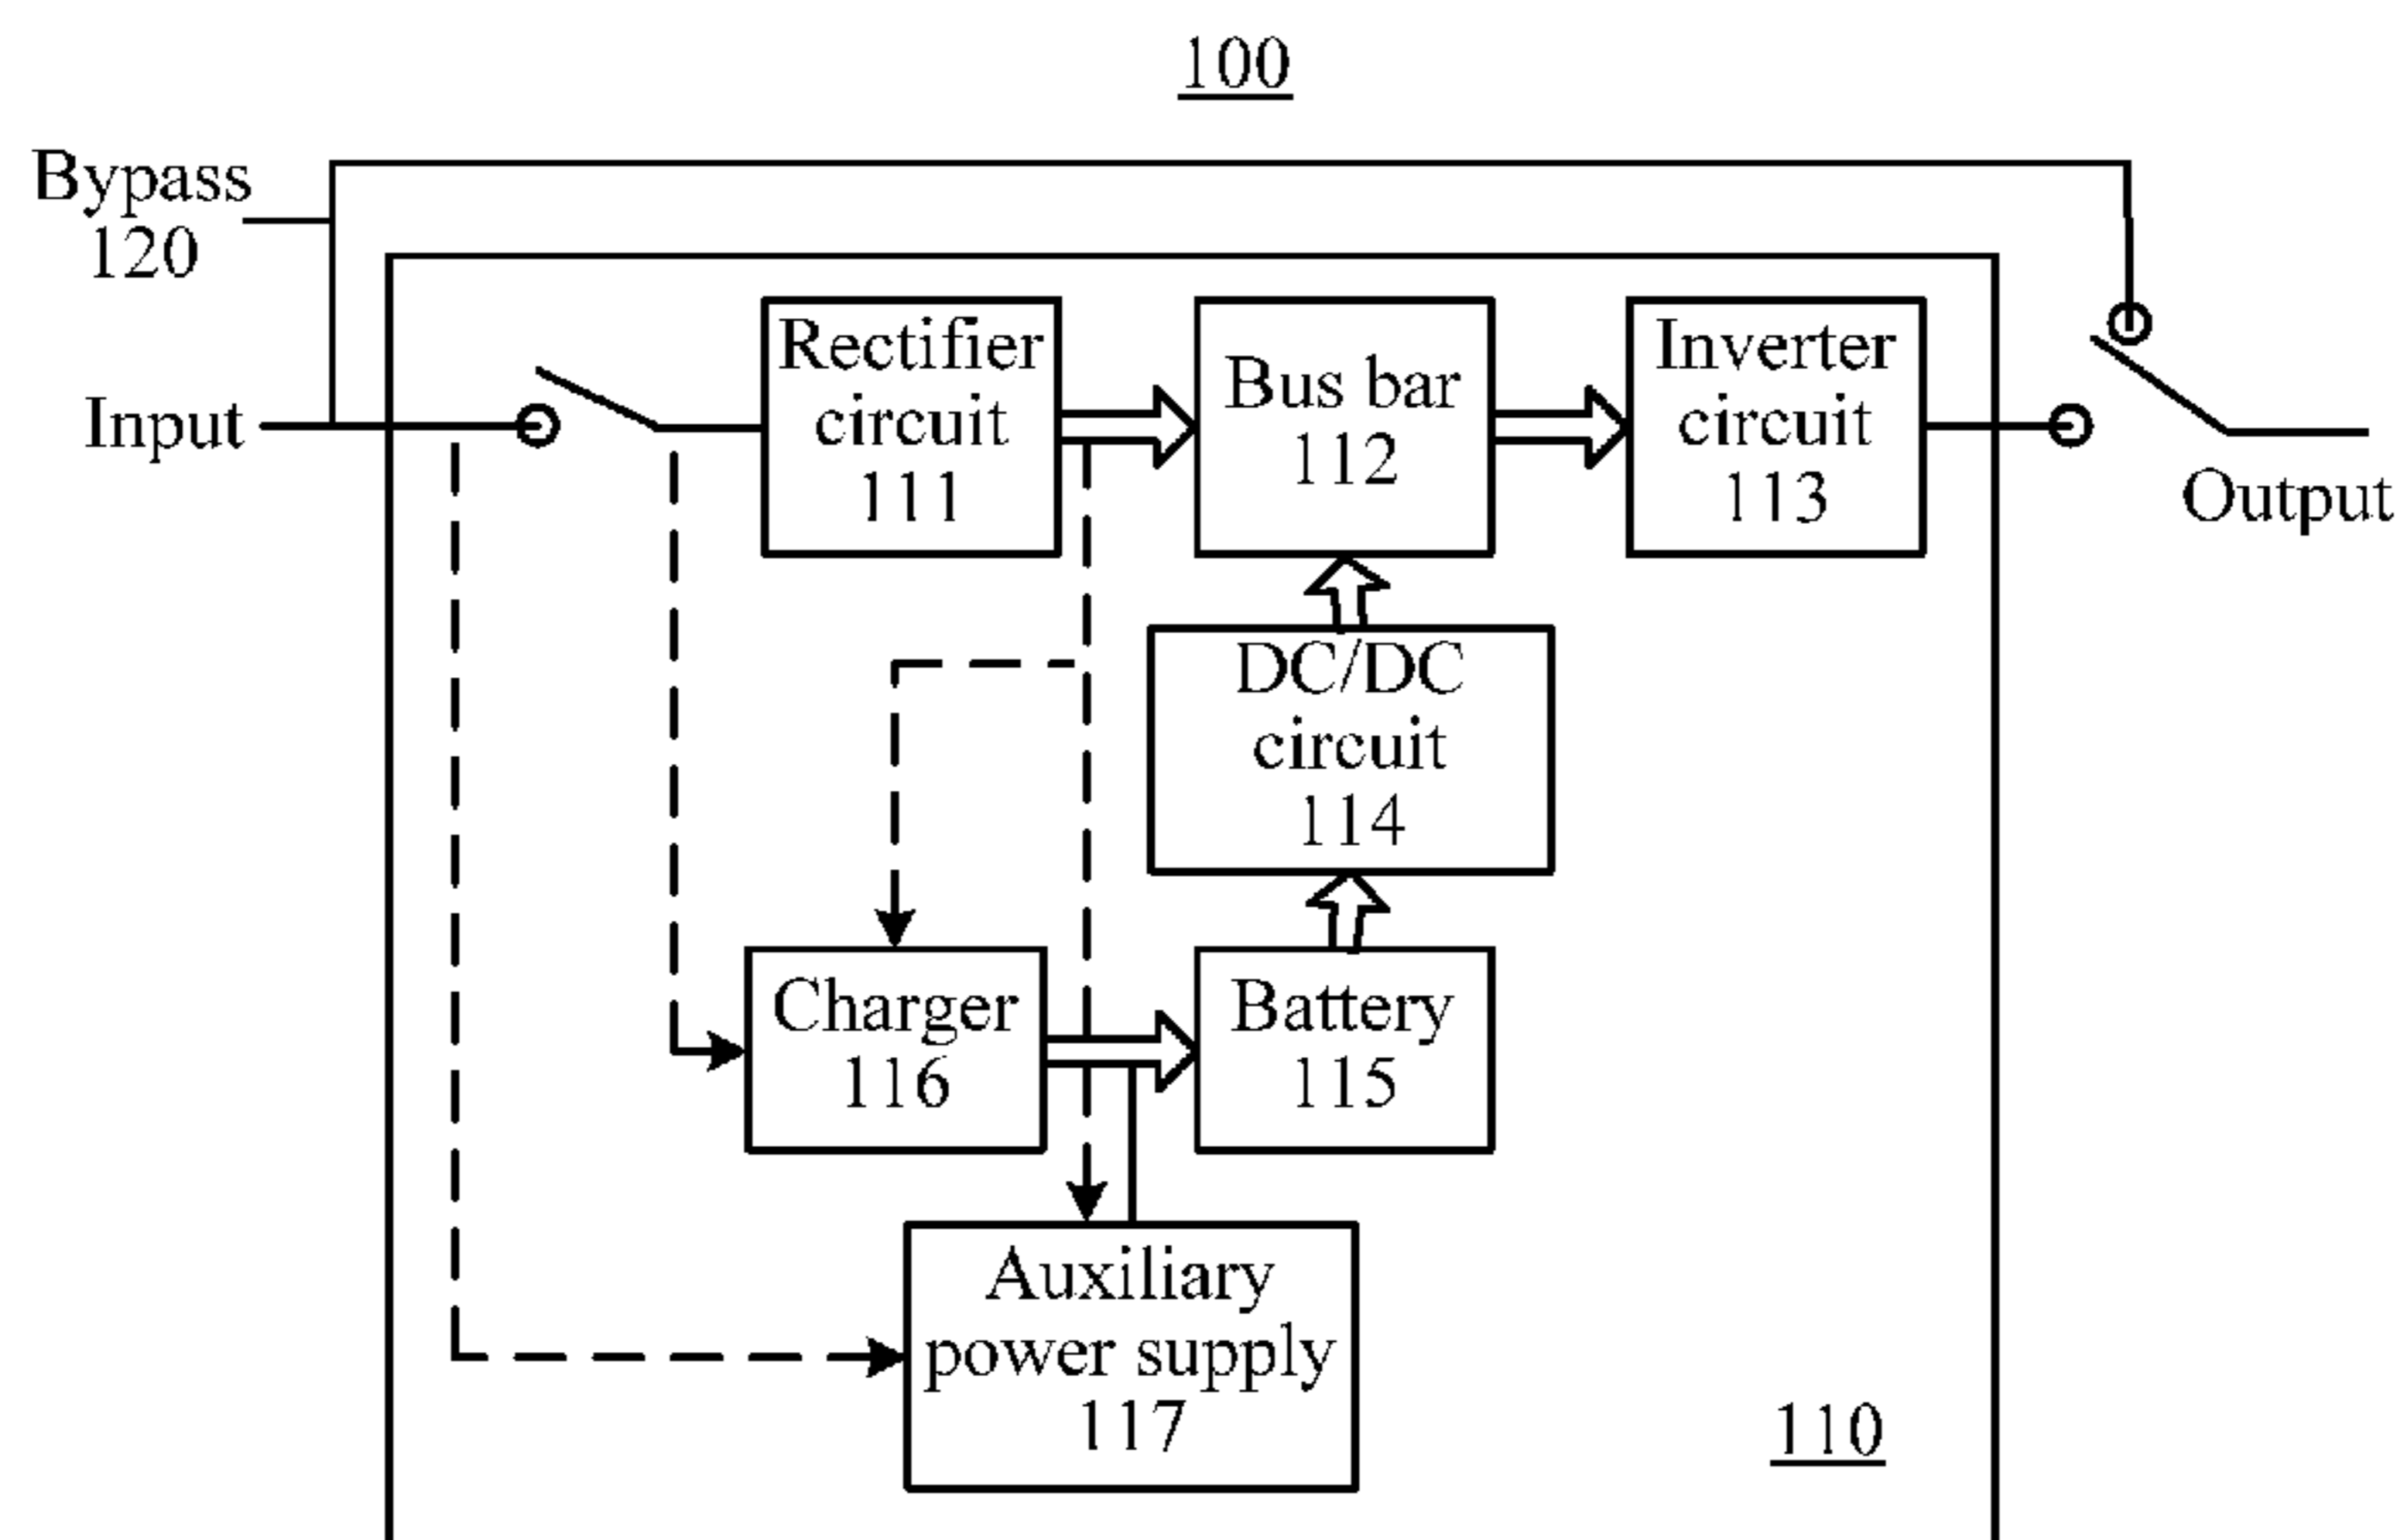 100
Bypass
120
Input
Rectifier
circuit
111
Bus bar
112
Inverter
circuit
113
Output
DC/DC
circuit
114
Charger
116
Battery
115
Auxiliary
power supply
117
110